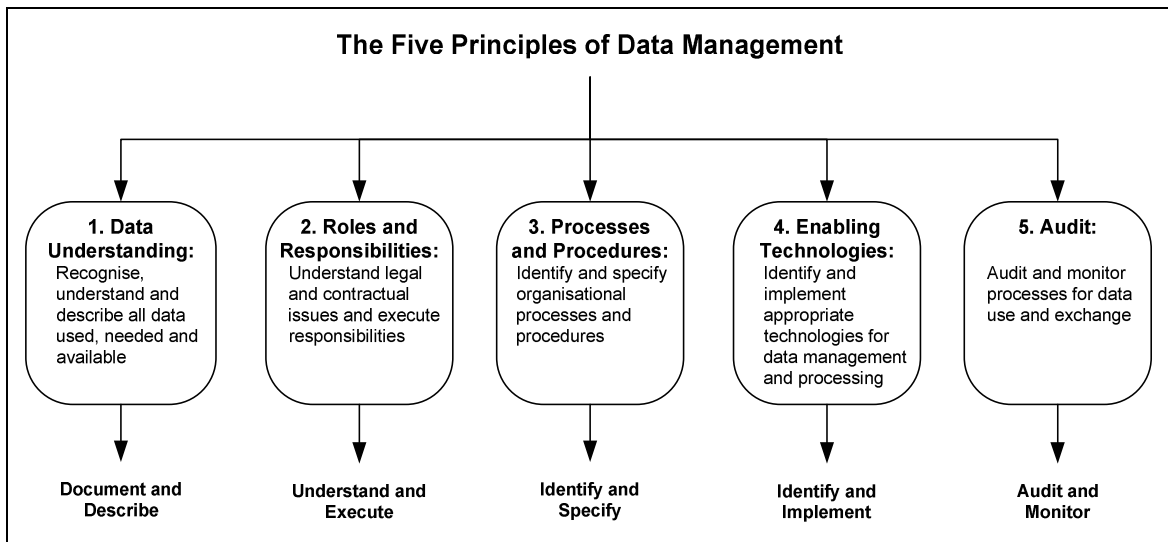 The Five Principles of Data Management
1. Data
Understanding:
Recognise,
understand and
describe all data
used, needed and
available
2. Roles and
Responsibilities:
Understand legal
and contractual
issues and execute
responsibilities
3. Processes
and Procedures:
Identify and specify
organisational
processes and
procedures
4. Enabling
Technologies:
Identify and
implement
appropriate
technologies for
data management
and processing
5. Audit:
Audit and monitor
processes for data
use and exchange
Document and
Describe
Understand and
Execute
Identify and
Specify
Identify and
Implement
Audit and
Monitor